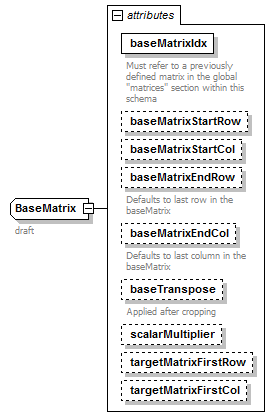 attributes
baseMatrixIdx
Must refer to a previously
defined matrix in the global
"matrices" section within this
schema
baseMatrixStartRow
baseMatrixStartCol
baseMatrixEndRow
Defaults to last row in the
baseMatrix
BaseMatrix
draft
baseMatrixEndCol
Defaults to last column in the
baseMatrix
baseTranspose
Applied after cropping
scalarMultiplier
targetMatrixFirstRow
targetMatrixFirstCol